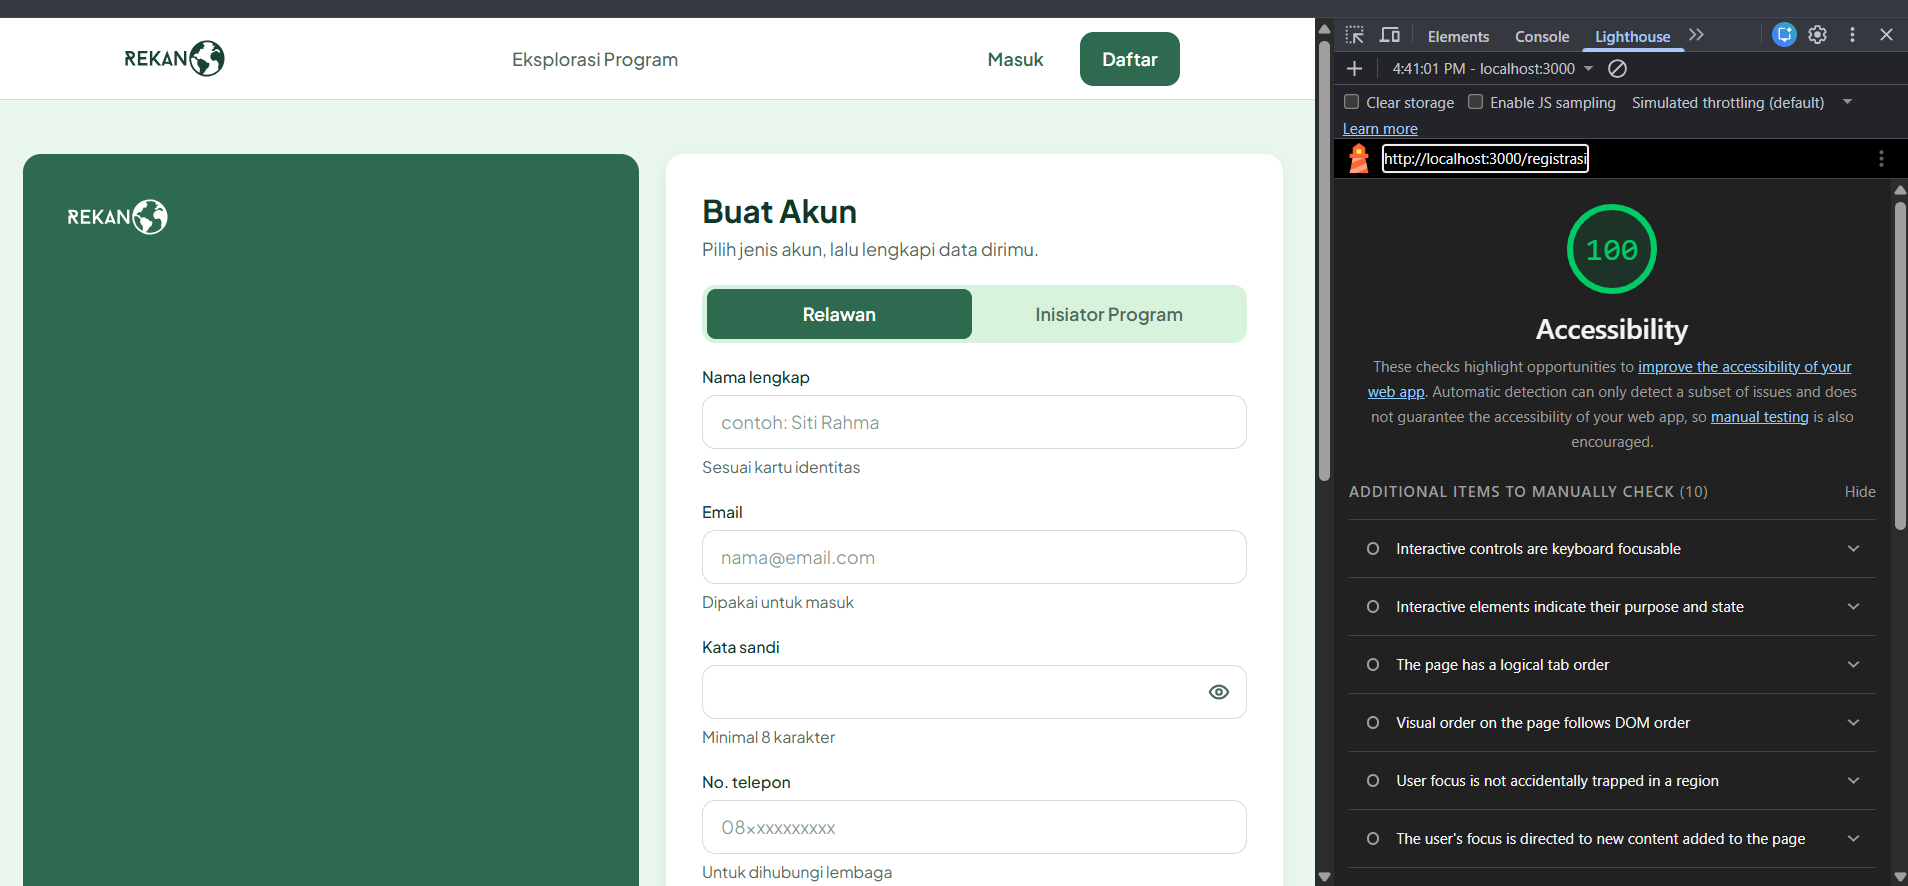 REKAN
Eksplorasi Program
Masuk
Daftar
REKAN
Buat Akun
Pilih jenis akun, lalu lengkapi data dirimu.
Relawan
Inisiator Program
Nama lengkap
contoh: Siti Rahma
Sesuai kartu identitas
Email
nama@email.com
Dipakai untuk masuk
Kata sandi
Minimal 8 karakter
No. telepon
08xxxxxxxxxx
Untuk dihubungi lembaga
Elements
Console
Lighthouse
4:41:01 PM - localhost:3000
Clear storage
Enable JS sampling
Simulated throttling (default)
Learn more
http://localhost:3000/registrasi
100
Accessibility
These checks highlight opportunities to improve the accessibility of your
web app. Automatic detection can only detect a subset of issues and does
not guarantee the accessibility of your web app, so manual testing is also
encouraged.
ADDITIONAL ITEMS TO MANUALLY CHECK (10)
Hide
Interactive controls are keyboard focusable
Interactive elements indicate their purpose and state
The page has a logical tab order
Visual order on the page follows DOM order
User focus is not accidentally trapped in a region
The user's focus is directed to new content added to the page